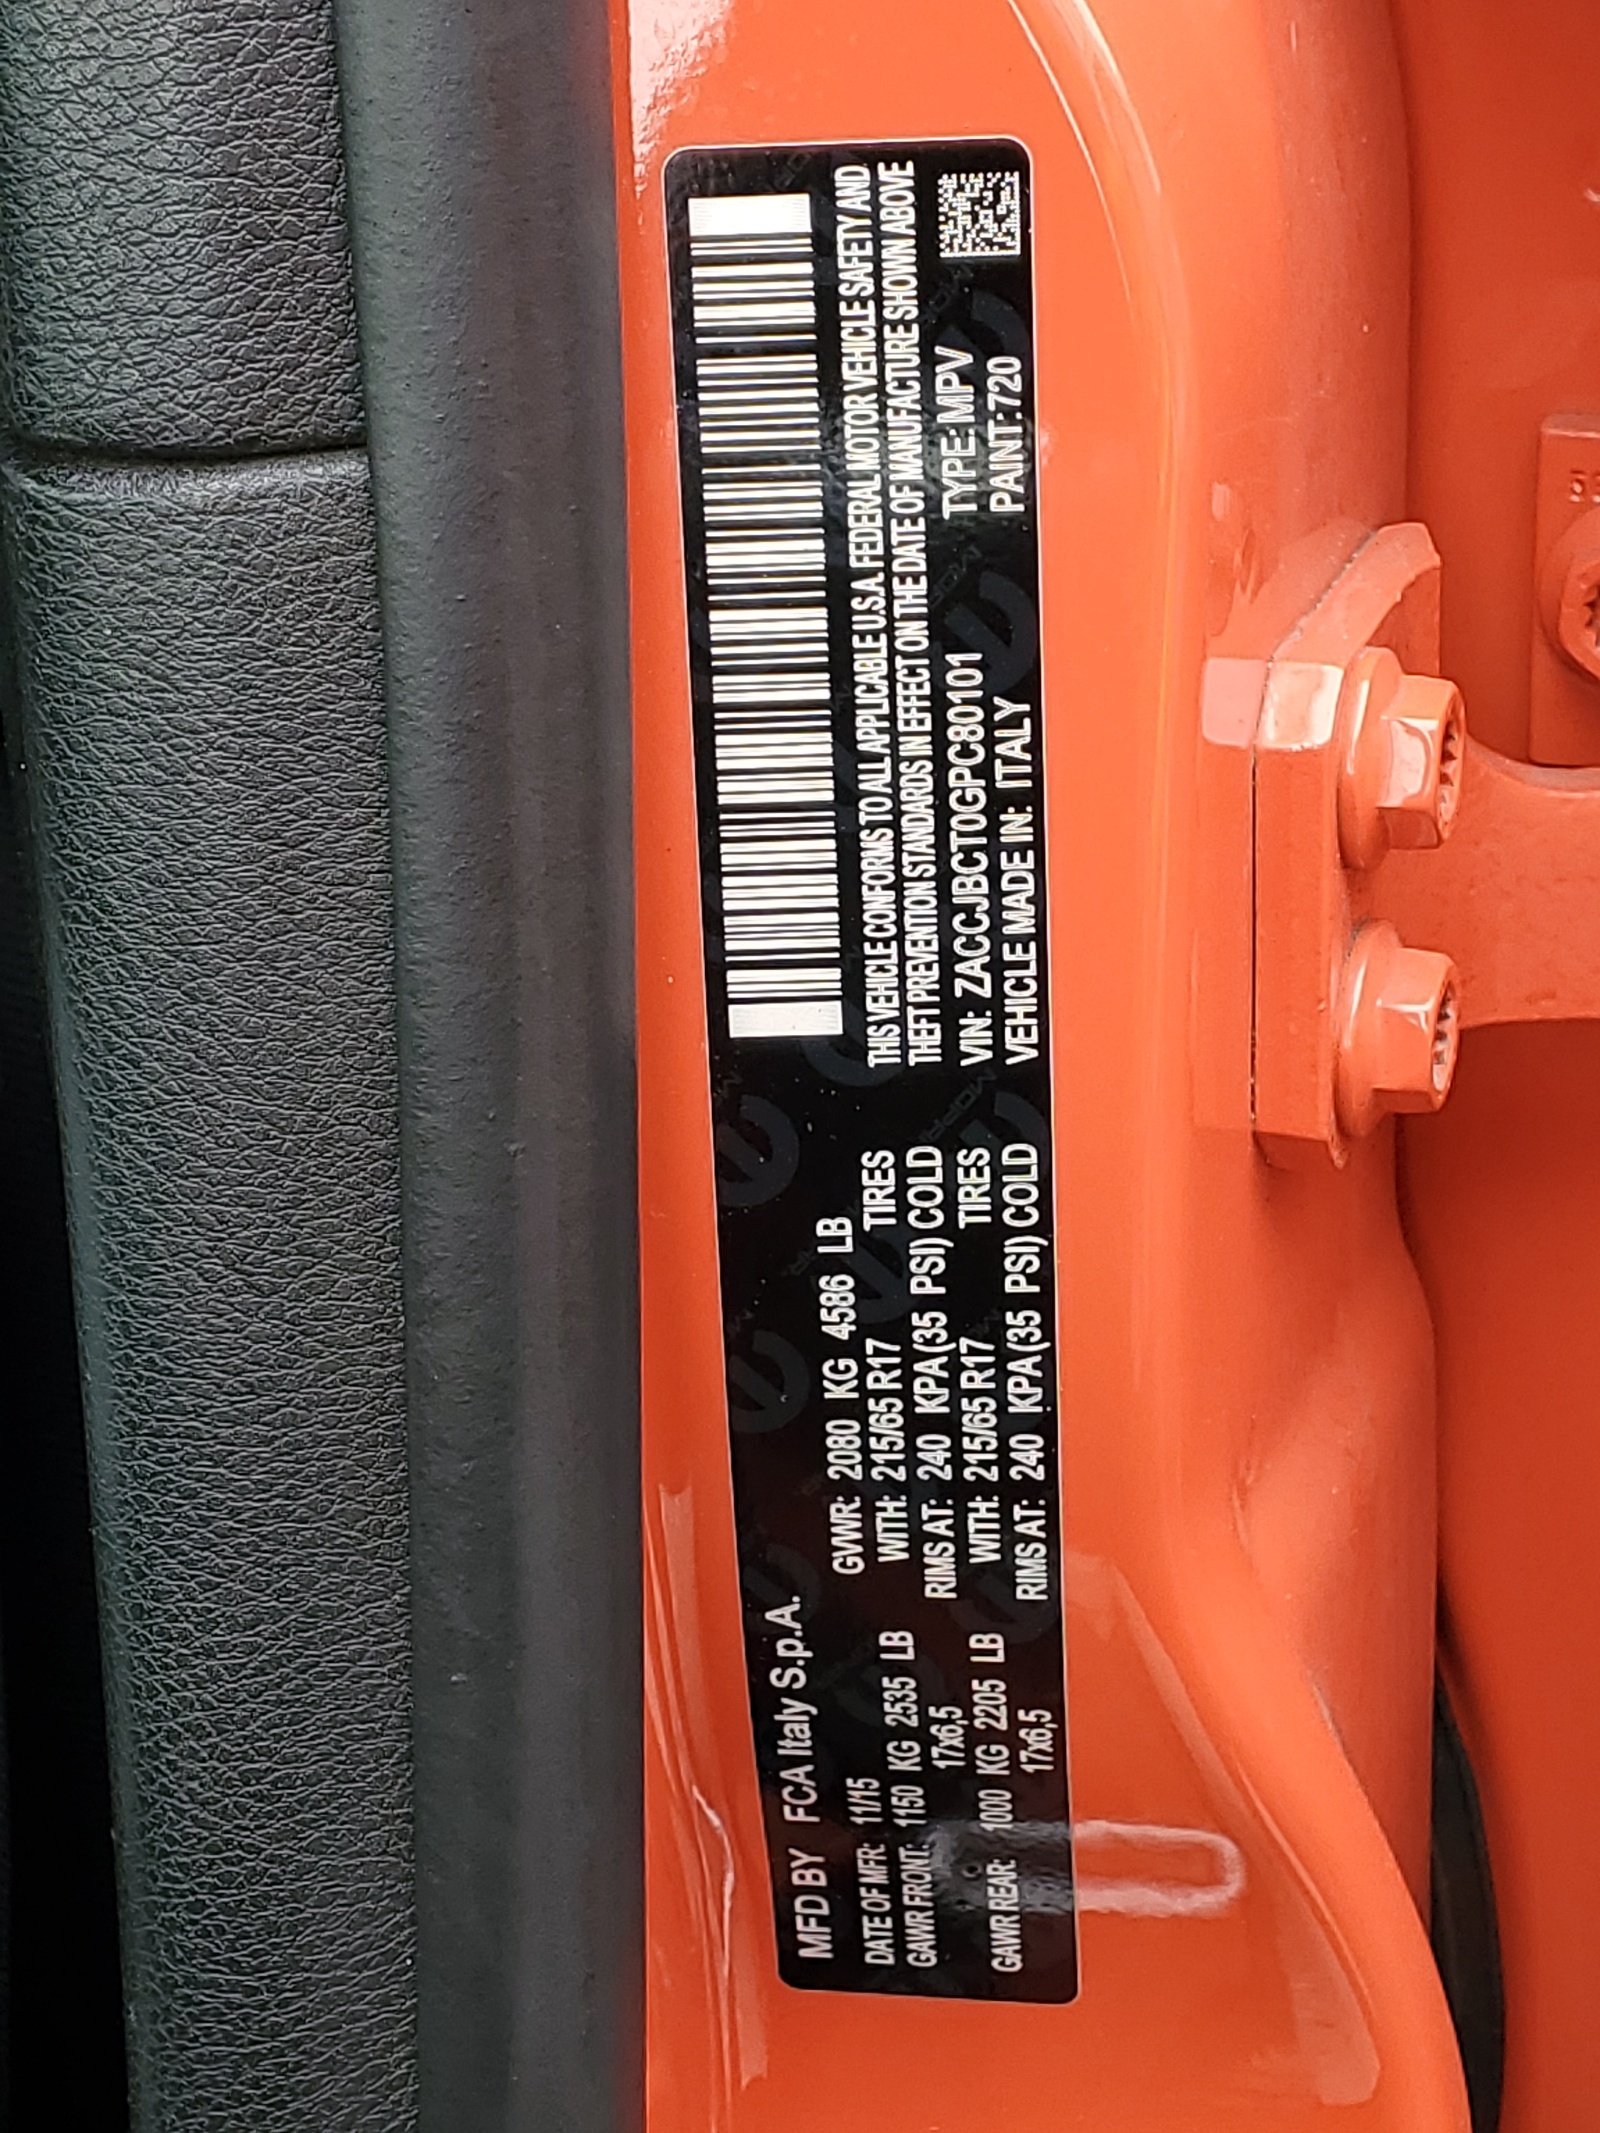 MFD BY FCA Italy S.p.A.
DATE OF MFR: 11/15
GAWR FRONT: 1150 KG 2535 LB
17x6,5
GAWR REAR: 1000 KG 2205 LB
17x6,5
GVWR: 2080 KG 4586 LB
WITH: 215/65 R17 TIRES
RIMS AT: 240 KPA(35 PSI) COLD
WITH: 215/65 R17 TIRES
RIMS AT: 240 KPA(35 PSI) COLD
THIS VEHICLE CONFORMS TO ALL APPLICABLE U.S.A. FEDERAL MOTOR VEHICLE SAFETY AND
THEFT PREVENTION STANDARDS IN EFFECT ON THE DATE OF MANUFACTURE SHOWN ABOVE
VIN: ZACCJBCT0GPC80101 TYPE: MPV
VEHICLE MADE IN: ITALY PAINT: 720